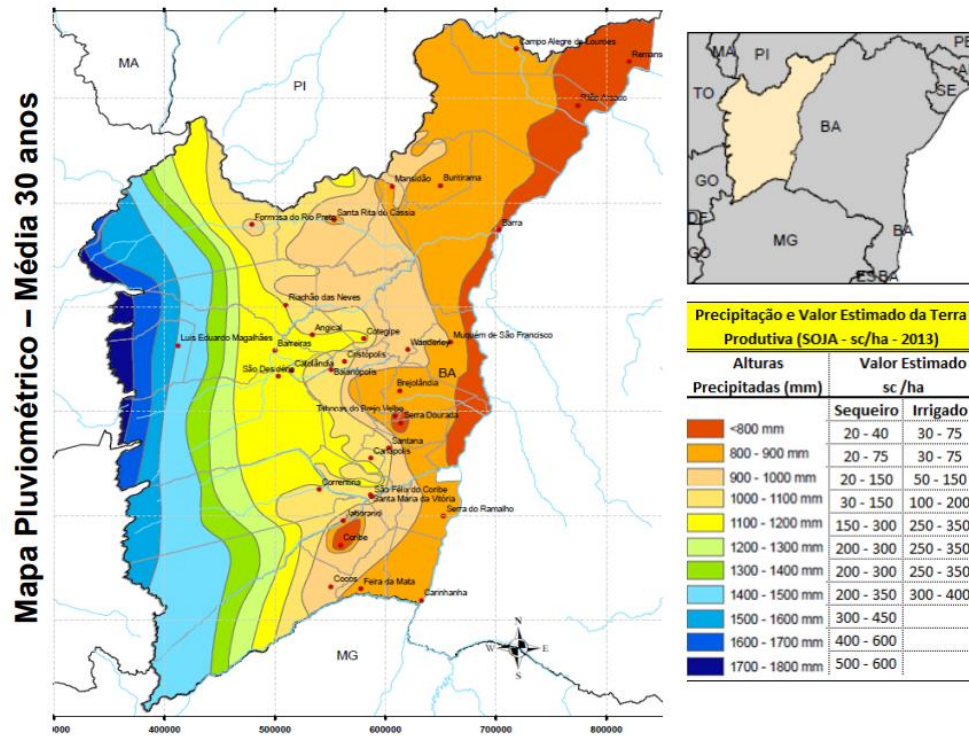 Mapa Pluviométrico – Média 30 anos
MA
PI
Campo Alegre de Lourdes
Remans
Mansidão
Buritirama
Formosa do Rio Preto
Santa Rita de Cássia
Barra
Riachão das Neves
Angical
Cotegipe
Muquém de São Francisco
Luis Eduardo Magalhães
Barreiras
Wanderley
Cristópolis
São Desidério
Catolândia
Baianópolis
BA
Brejolândia
Tabocas do Brejo Velho
Serra Dourada
Santana
Canápolis
Correntina
São Félix do Coribe
Santa Maria da Vitória
Serra do Ramalho
Jaborandi
Coribe
Cocos
Feira da Mata
Carinhanha
MG
N
W
E
S
0000
400000
500000
600000
700000
800000
MA
PI
PE
AL
TO
SE
BA
GO
DF
MG
BA
GO
ES
BA
Precipitação e Valor Estimado da Terra
Produtiva (SOJA - sc/ha - 2013)
Alturas
Precipitadas (mm)
Valor Estimado
sc /ha
Sequeiro Irrigado
<800 mm 20 - 40 30 - 75
800 - 900 mm 20 - 75 30 - 75
900 - 1000 mm 20 - 150 50 - 150
1000 - 1100 mm 30 - 150 100 - 200
1100 - 1200 mm 150 - 300 250 - 350
1200 - 1300 mm 200 - 300 250 - 350
1300 - 1400 mm 200 - 300 250 - 350
1400 - 1500 mm 200 - 350 300 - 400
1500 - 1600 mm 300 - 450
1600 - 1700 mm 400 - 600
1700 - 1800 mm 500 - 600